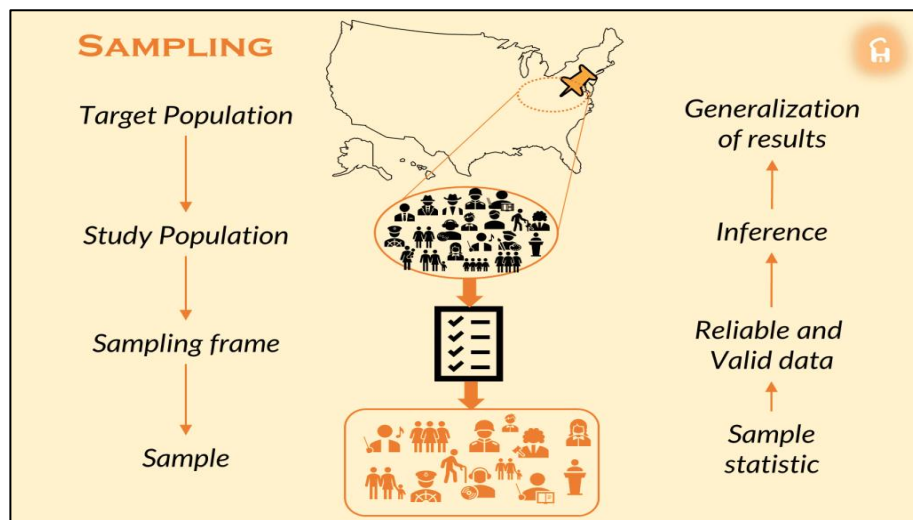 SAMPLING
Target Population
Study Population
Sampling frame
Sample
Generalization
of results
Inference
Reliable and
Valid data
Sample
statistic